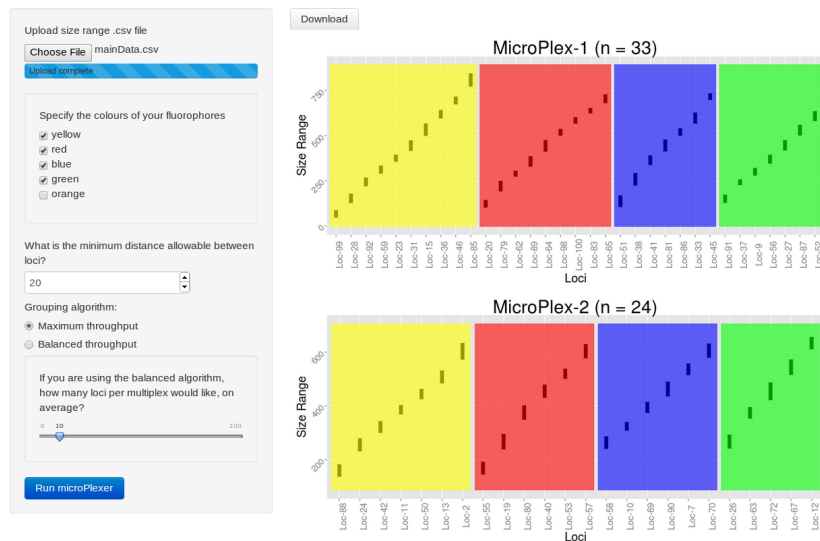 Upload size range .csv file
Choose File mainData.csv
Upload complete
Specify the colours of your fluorophores
yellow
red
blue
green
orange
What is the minimum distance allowable between
loci?
20
Grouping algorithm:
Maximum throughput
Balanced throughput
If you are using the balanced algorithm,
how many loci per multiplex would like, on
average?
0 10 100
Run microPlexer
Download
MicroPlex-1 (n = 33)
Size Range
750
500
250
0
Loc-99 Loc-28 Loc-92 Loc-59 Loc-23 Loc-31 Loc-15 Loc-36 Loc-46 Loc-85 Loc-20 Loc-79 Loc-62 Loc-89 Loc-64 Loc-98 Loc-100 Loc-83 Loc-65 Loc-51 Loc-38 Loc-41 Loc-81 Loc-86 Loc-33 Loc-45 Loc-91 Loc-37 Loc-9 Loc-56 Loc-27 Loc-87 Loc-52
Loci
MicroPlex-2 (n = 24)
Size Range
600
400
200
Loc-88 Loc-24 Loc-42 Loc-11 Loc-50 Loc-13 Loc-2 Loc-55 Loc-19 Loc-80 Loc-40 Loc-53 Loc-57 Loc-58 Loc-10 Loc-69 Loc-90 Loc-7 Loc-70 Loc-26 Loc-63 Loc-72 Loc-67 Loc-12
Loci